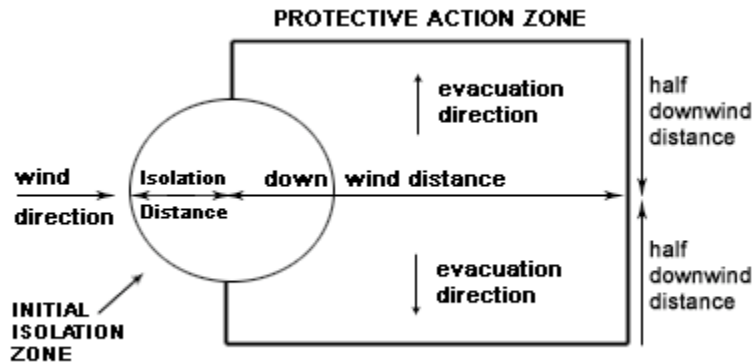 PROTECTIVE ACTION ZONE
evacuation
direction
half
downwind
distance
wind
direction
Isolation
Distance
down wind distance
evacuation
direction
half
downwind
distance
INITIAL
ISOLATION
ZONE